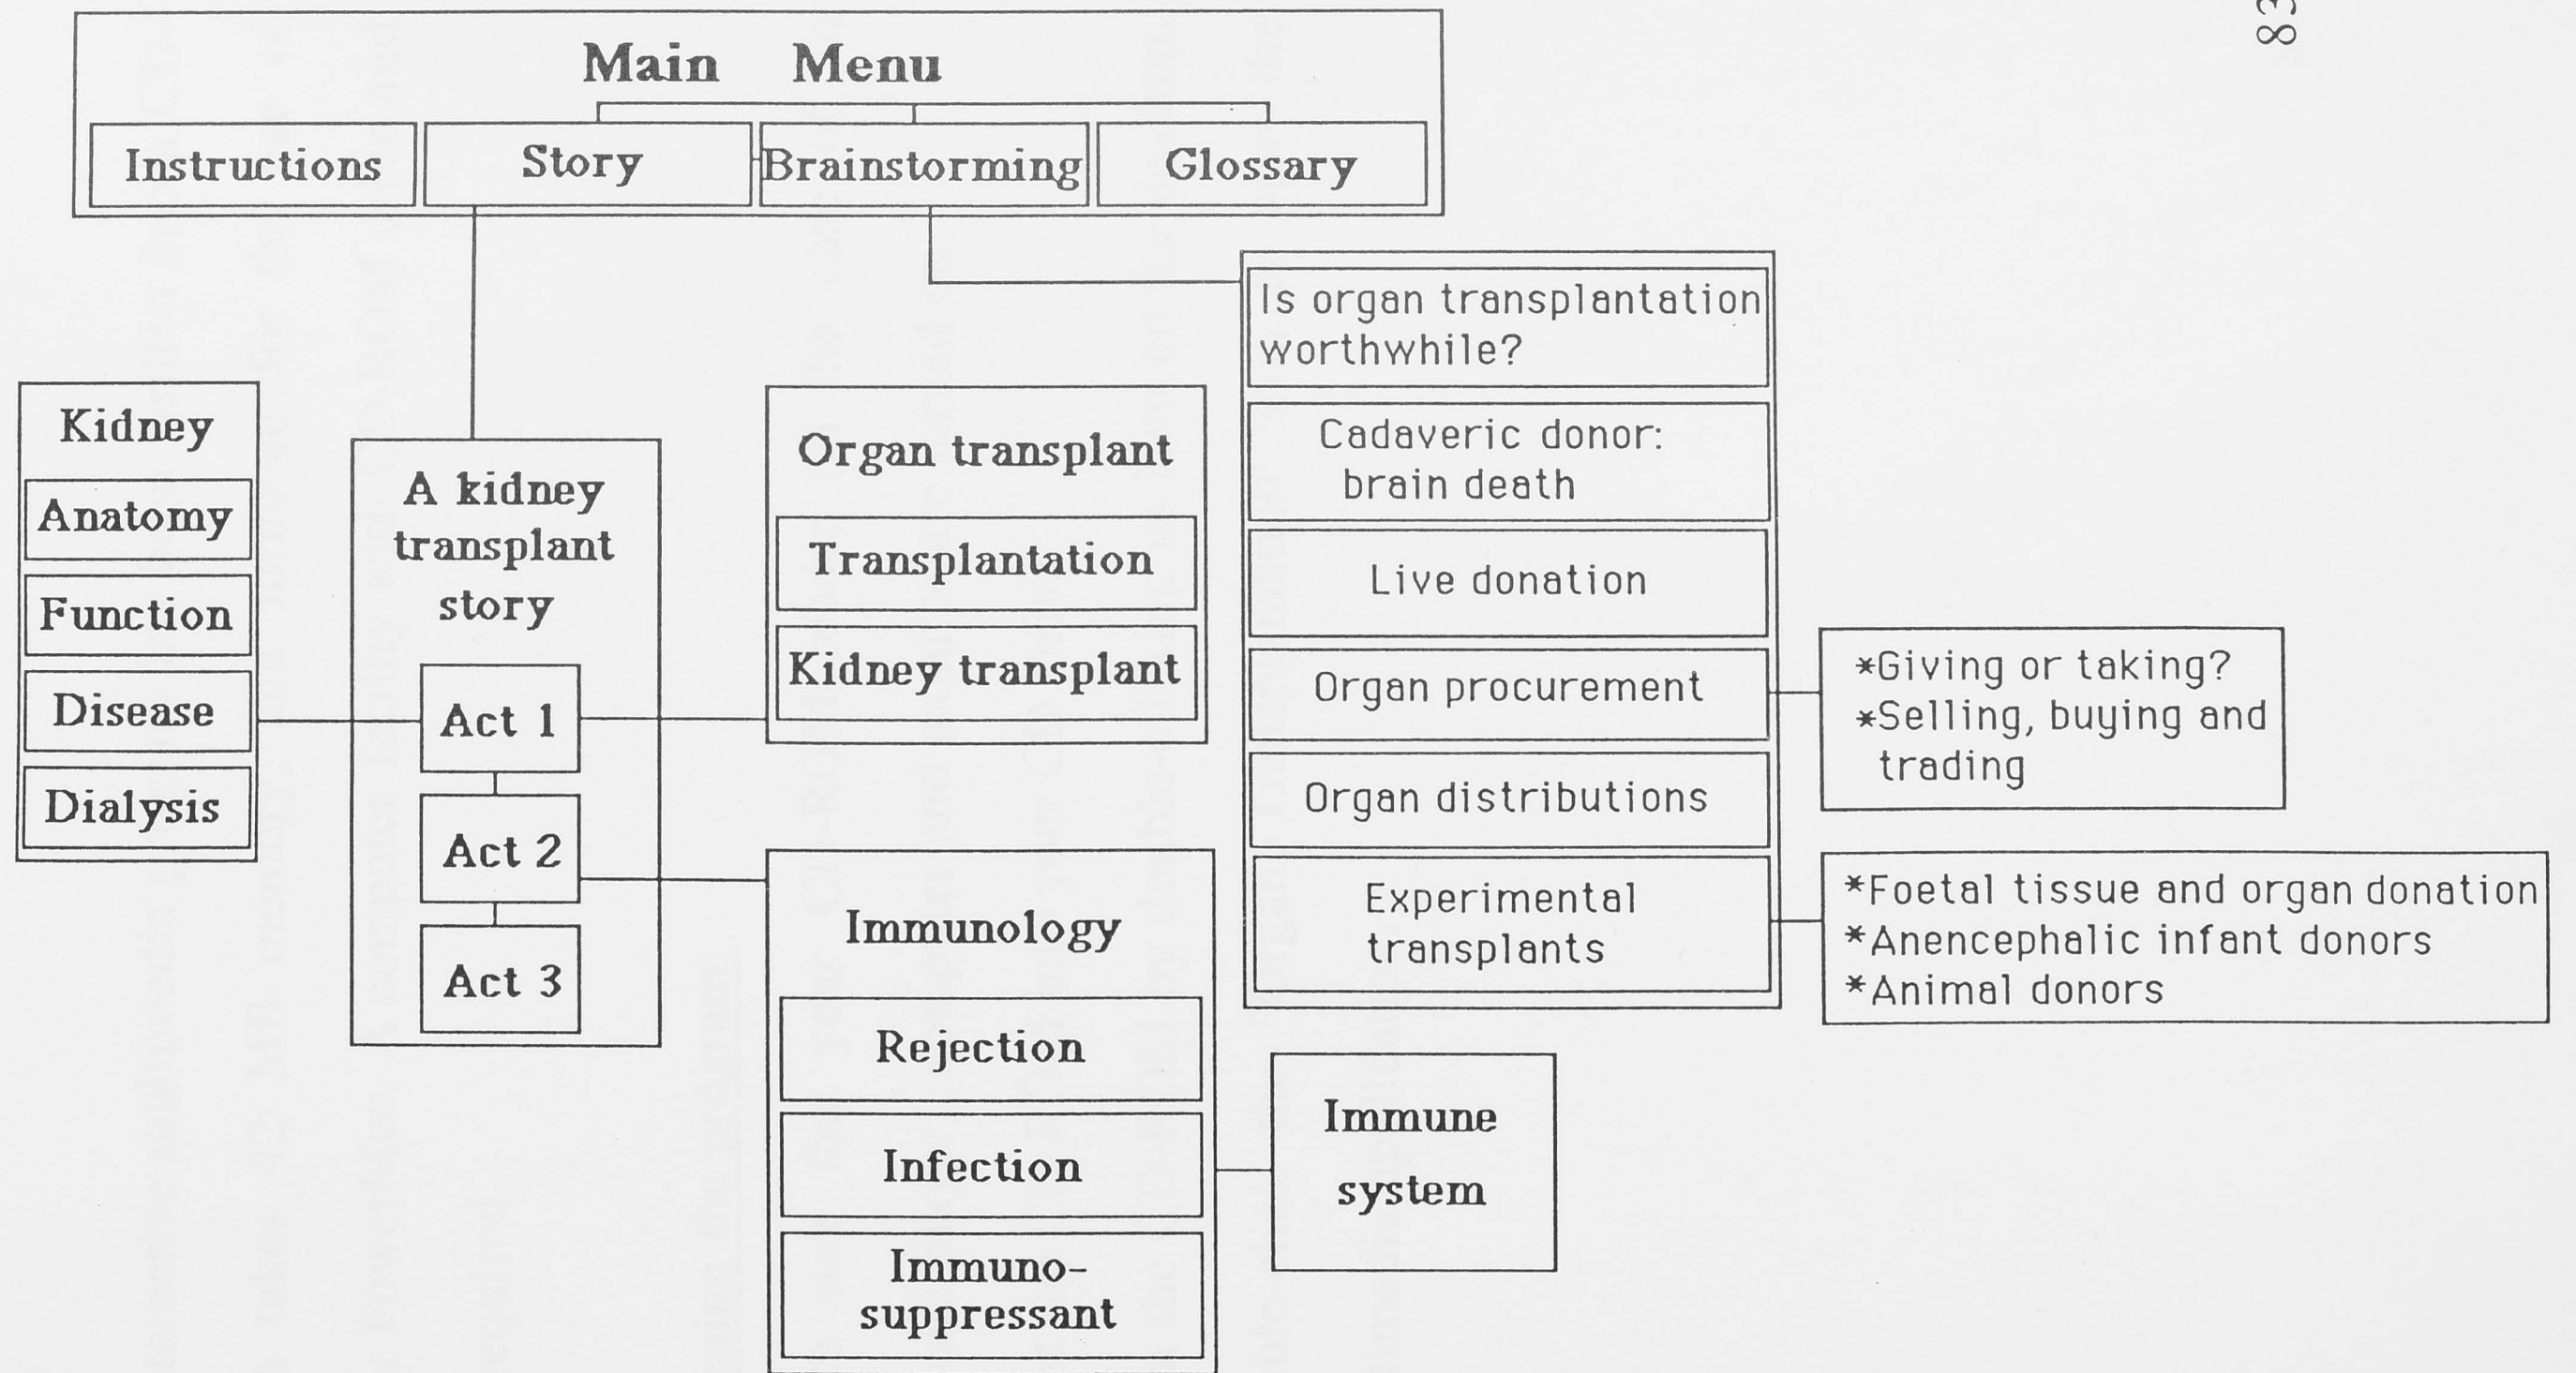 83
Main Menu
Instructions
Story
Brainstorming
Glossary
Kidney
Anatomy
Function
Disease
Dialysis
A kidney
transplant
story
Act 1
Act 2
Act 3
Organ transplant
Transplantation
Kidney transplant
Immunology
Rejection
Infection
Immuno-
suppressant
Immune
system
Is organ transplantation
worthwhile?
Cadaveric donor:
brain death
Live donation
Organ procurement
Organ distributions
Experimental
transplants
*Giving or taking?
*Selling, buying and
trading
*Foetal tissue and organ donation
*Anencephalic infant donors
*Animal donors